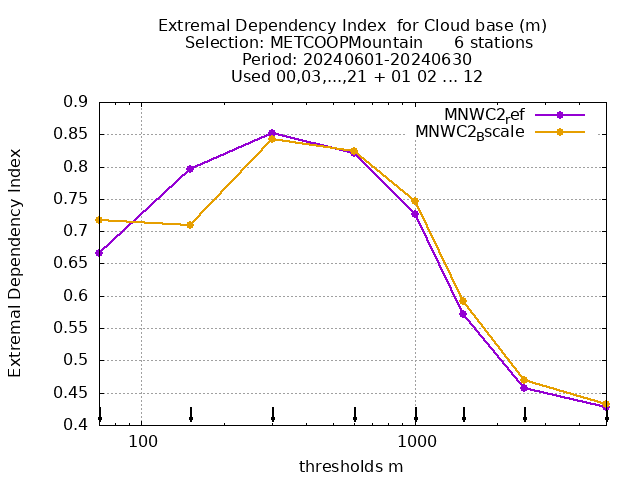 Extremal Dependency Index  for Cloud base (m)
Selection: METCOOPMountain      6 stations
Period: 20240601-20240630
Used 00,03,...,21 + 01 02 ... 12
MNWC2_ref
MNWC2_Bscale
Extremal Dependency Index
0.9
0.85
0.8
0.75
0.7
0.65
0.6
0.55
0.5
0.45
0.4
100
1000
thresholds m